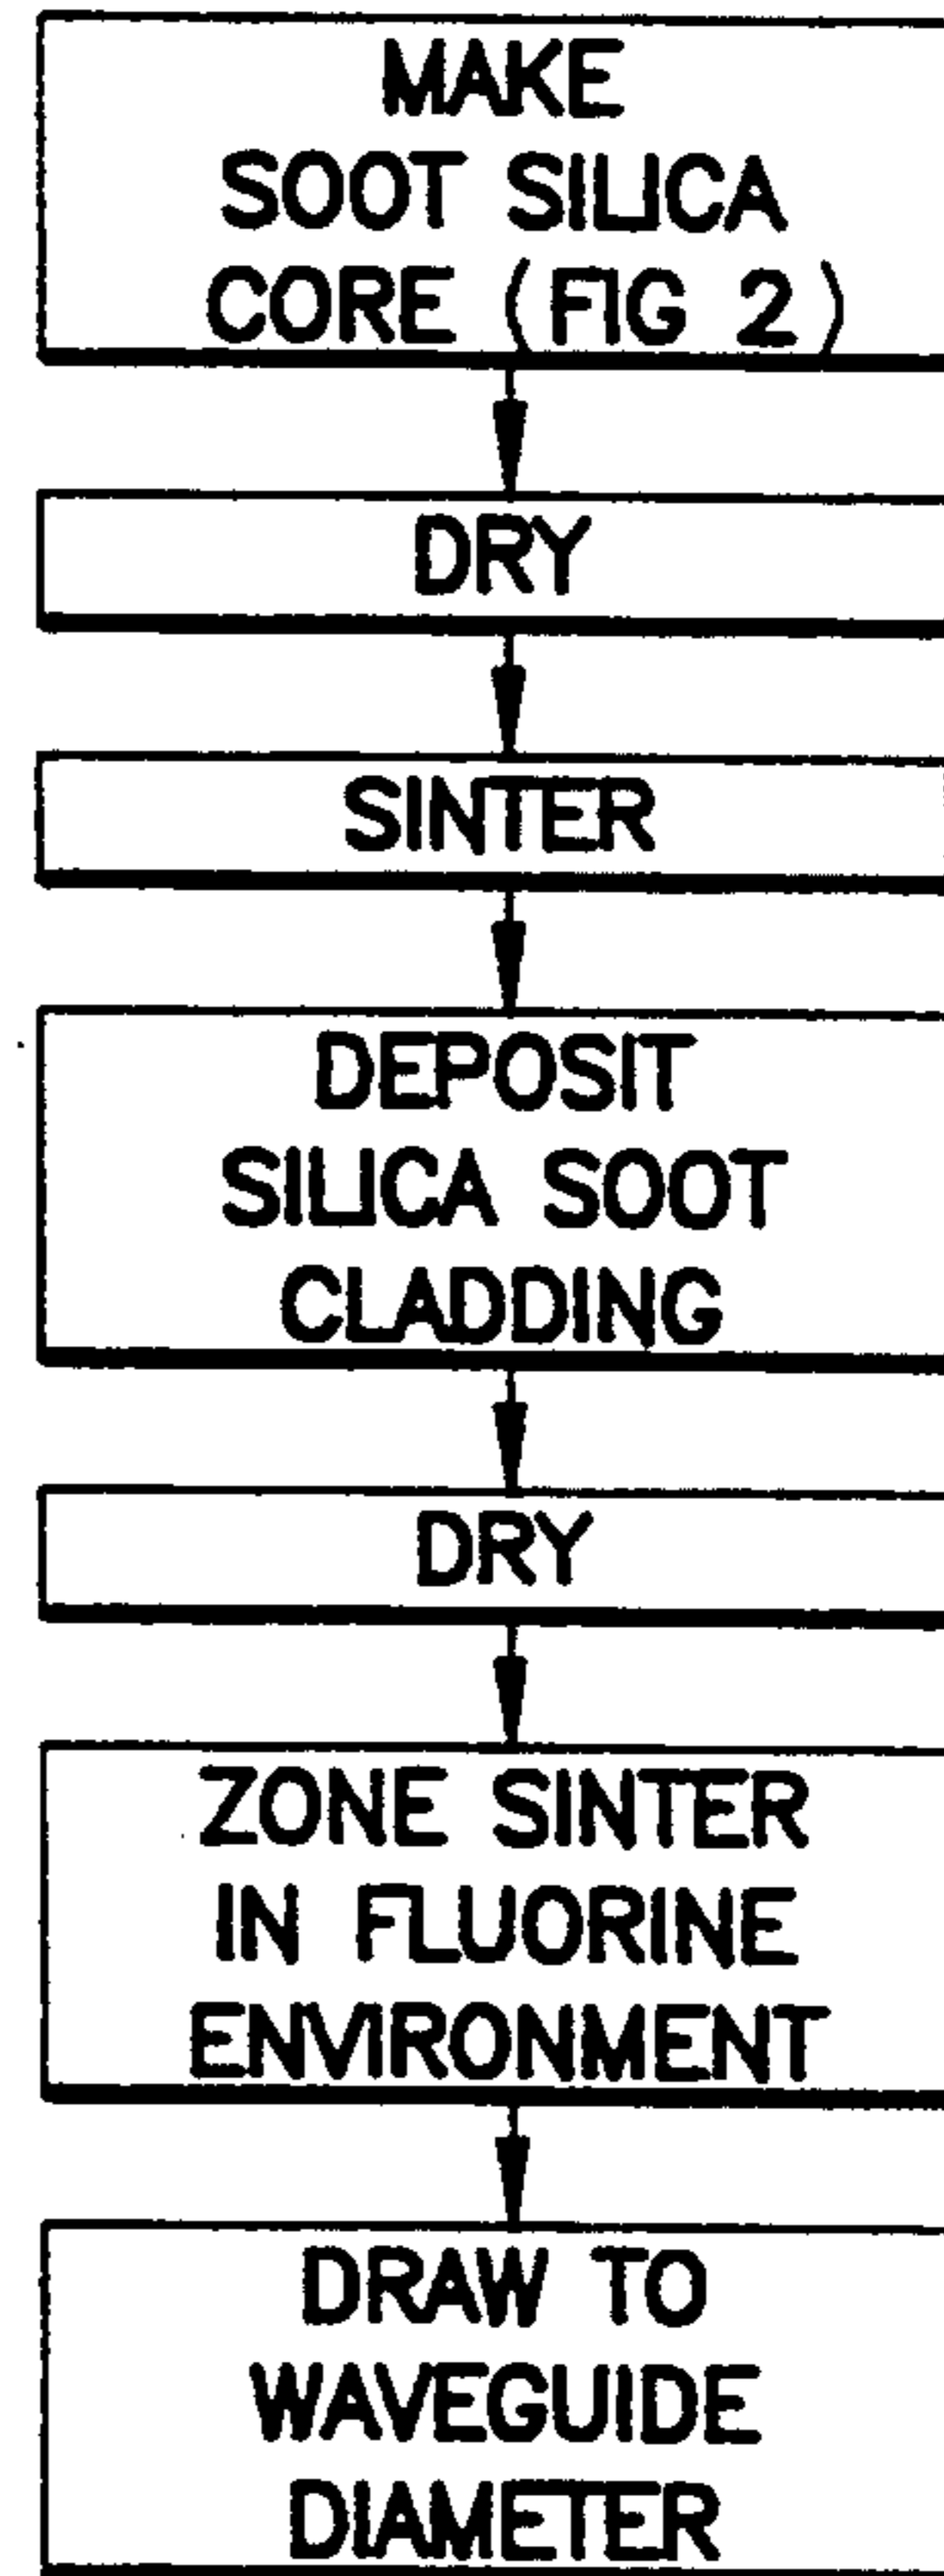 MAKE
SOOT SILICA
CORE (FIG 2)
DRY
SINTER
DEPOSIT
SILICA SOOT
CLADDING
DRY
ZONE SINTER
IN FLUORINE
ENVIRONMENT
DRAW TO
WAVEGUIDE
DIAMETER